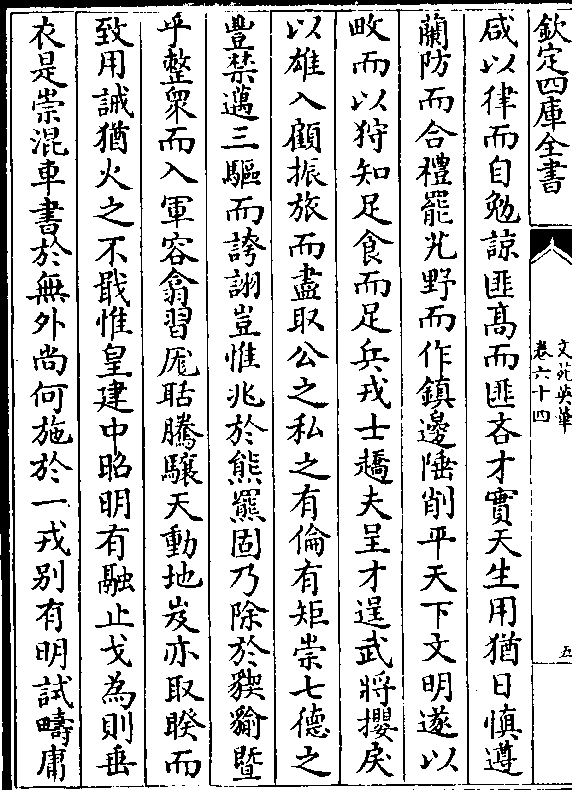 欽定四庫全書
文苑英華
卷六十四
五
咸以律而自勉諒匪髙而匪吝才實天生用猶日慎遵
蘭防而合禮罷艽野而作鎮邊陲削平天下文明遂以
畋而以狩知足食而足兵戎士趫夫呈才逞武將攖戾
以雄入顧振旅而盡取公之私之有倫有矩崇七德之
豐禁邁三驅而誇詡豈惟兆於熊羆固乃除於猰貐暨
乎整衆而入軍容翕習厖聒騰驤天動地岌亦取暌而
致用誡猶火之不戢惟皇建中昭明有融止戈為則垂
衣是崇混車書於無外尚何施於一戎别有明試疇庸